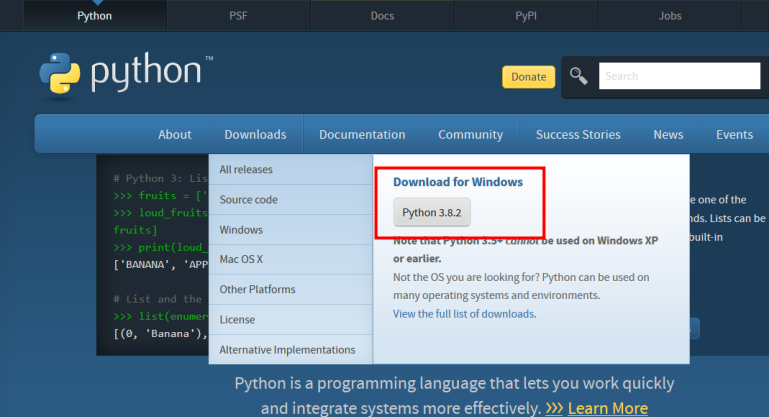 Python PSF Docs PyPI Jobs
python™
Donate Search
About Downloads Documentation Community Success Stories News Events
# Python 3: Lis
>>> fruits = ['
>>> loud_fruits
fruits]
>>> print(loud_
['BANANA', 'APP
# List and the
>>> list(enumer
[(0, 'Banana'),
All releases
Source code
Windows
Mac OS X
Other Platforms
License
Alternative Implementations
Download for Windows
Python 3.8.2
Note that Python 3.5+ cannot be used on Windows XP
or earlier.
Not the OS you are looking for? Python can be used on
many operating systems and environments.
View the full list of downloads.
e one of the
nds. Lists can be
built-in
Python is a programming language that lets you work quickly
and integrate systems more effectively. >>> Learn More